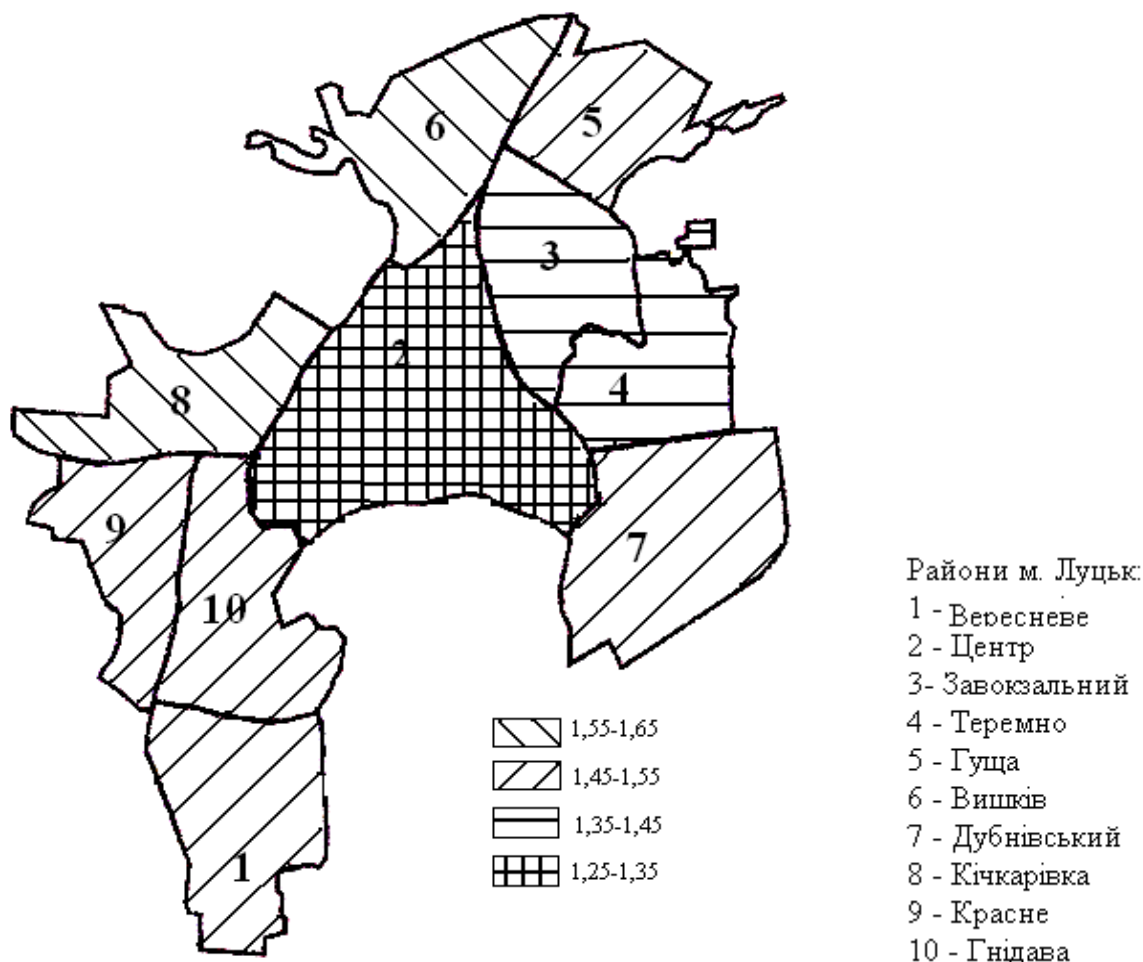 6
5
3
2
4
8
9
7
10
1
1,55-1,65
1,45-1,55
1,35-1,45
1,25-1,35
Райони м. Луцьк:
1 - Вересневе
2 - Центр
3- Завокзальний
4 - Теремно
5 - Гуща
6 - Вишків
7 - Дубнівський
8 - Кічкарівка
9 - Красне
10 - Гнідава